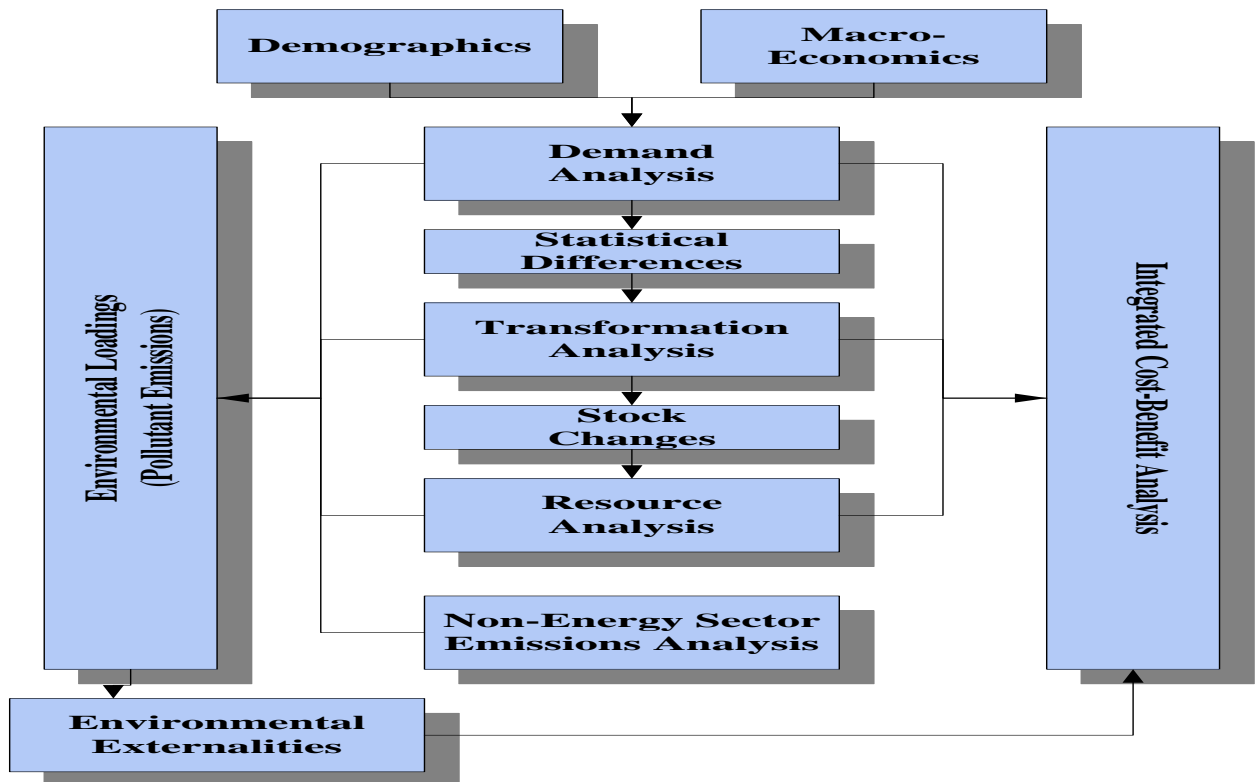 Demographics
Macro-
Economics
Demand
Analysis
Statistical
Differences
Transformation
Analysis
Stock
Changes
Resource
Analysis
Non-Energy Sector
Emissions Analysis
Environmental Loadings
(Pollutant Emissions)
Integrated Cost-Benefit Analysis
Environmental
Externalities